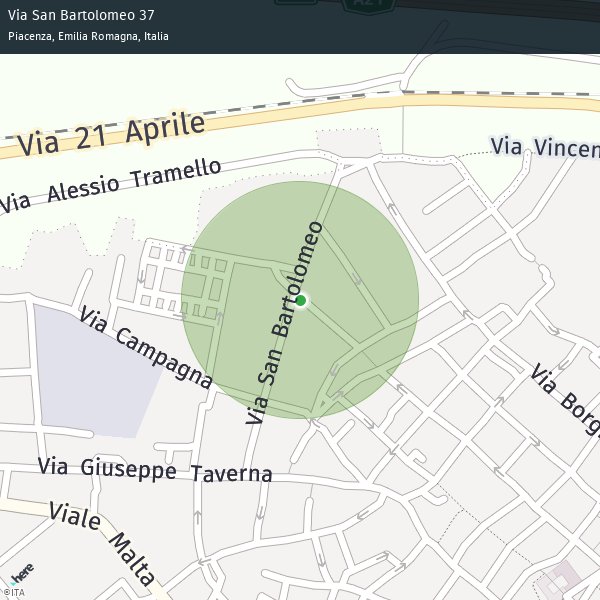 Via San Bartolomeo 37
Piacenza, Emilia Romagna, Italia
Via 21 Aprile
Via Vincen
Via Alessio Tramello
Via San Bartolomeo
Via Campagna
Via Borg
Via Giuseppe Taverna
Viale Malta
here
©ITA